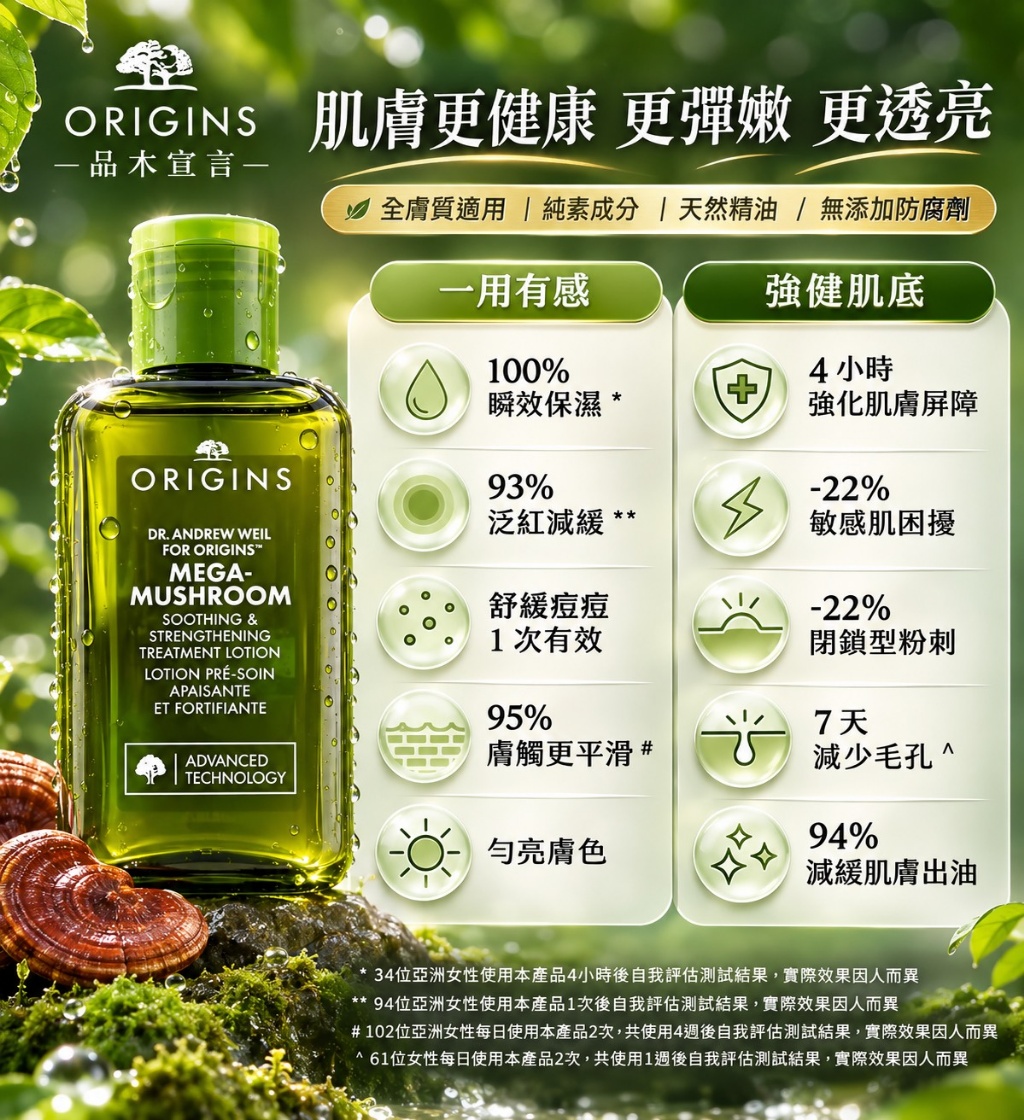 ORIGINS
品木宣言
肌膚更健康 更彈嫩 更透亮
全膚質適用 | 純素成分 | 天然精油 / 無添加防腐劑
ORIGINS
DR. ANDREW WEIL
FOR ORIGINS™
MEGA-
MUSHROOM
SOOTHING &
STRENGTHENING
TREATMENT LOTION
LOTION PRÉ-SOIN
APAISANTE
ET FORTIFIANTE
ADVANCED
TECHNOLOGY
一用有感
100%
瞬效保濕 *
93%
泛紅減緩 **
舒緩痘痘
1 次有效
95%
膚觸更平滑 #
勻亮膚色
強健肌底
4 小時
強化肌膚屏障
-22%
敏感肌困擾
-22%
閉鎖型粉刺
7 天
減少毛孔 ^
94%
減緩肌膚出油
* 34位亞洲女性使用本產品4小時後自我評估測試結果，實際效果因人而異
** 94位亞洲女性使用本產品1次後自我評估測試結果，實際效果因人而異
# 102位亞洲女性每日使用本產品2次，共使用4週後自我評估測試結果，實際效果因人而異
^ 61位女性每日使用本產品2次，共使用1週後自我評估測試結果，實際效果因人而異